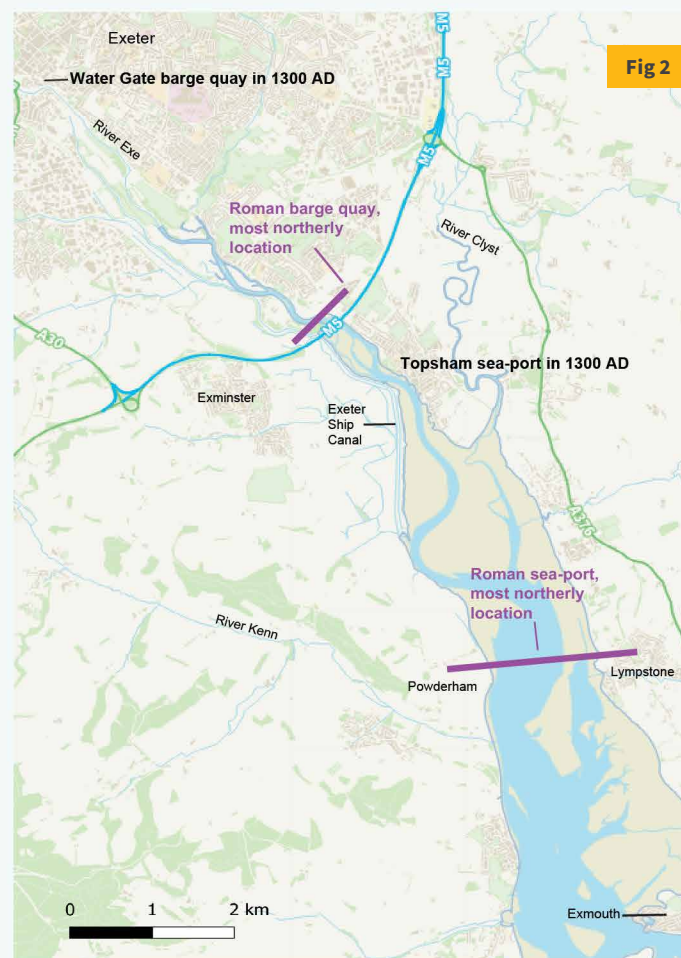 Exeter
M5
Fig 2
Water Gate barge quay in 1300 AD
M5
River Exe
M5
Roman barge quay,
most northerly
location
River Clyst
M5
A30
Topsham sea-port in 1300 AD
Exminster
Exeter
Ship
Canal
A376
Roman sea-port,
most northerly
location
River Kenn
Lympstone
Powderham
0 1 2 km
Exmouth